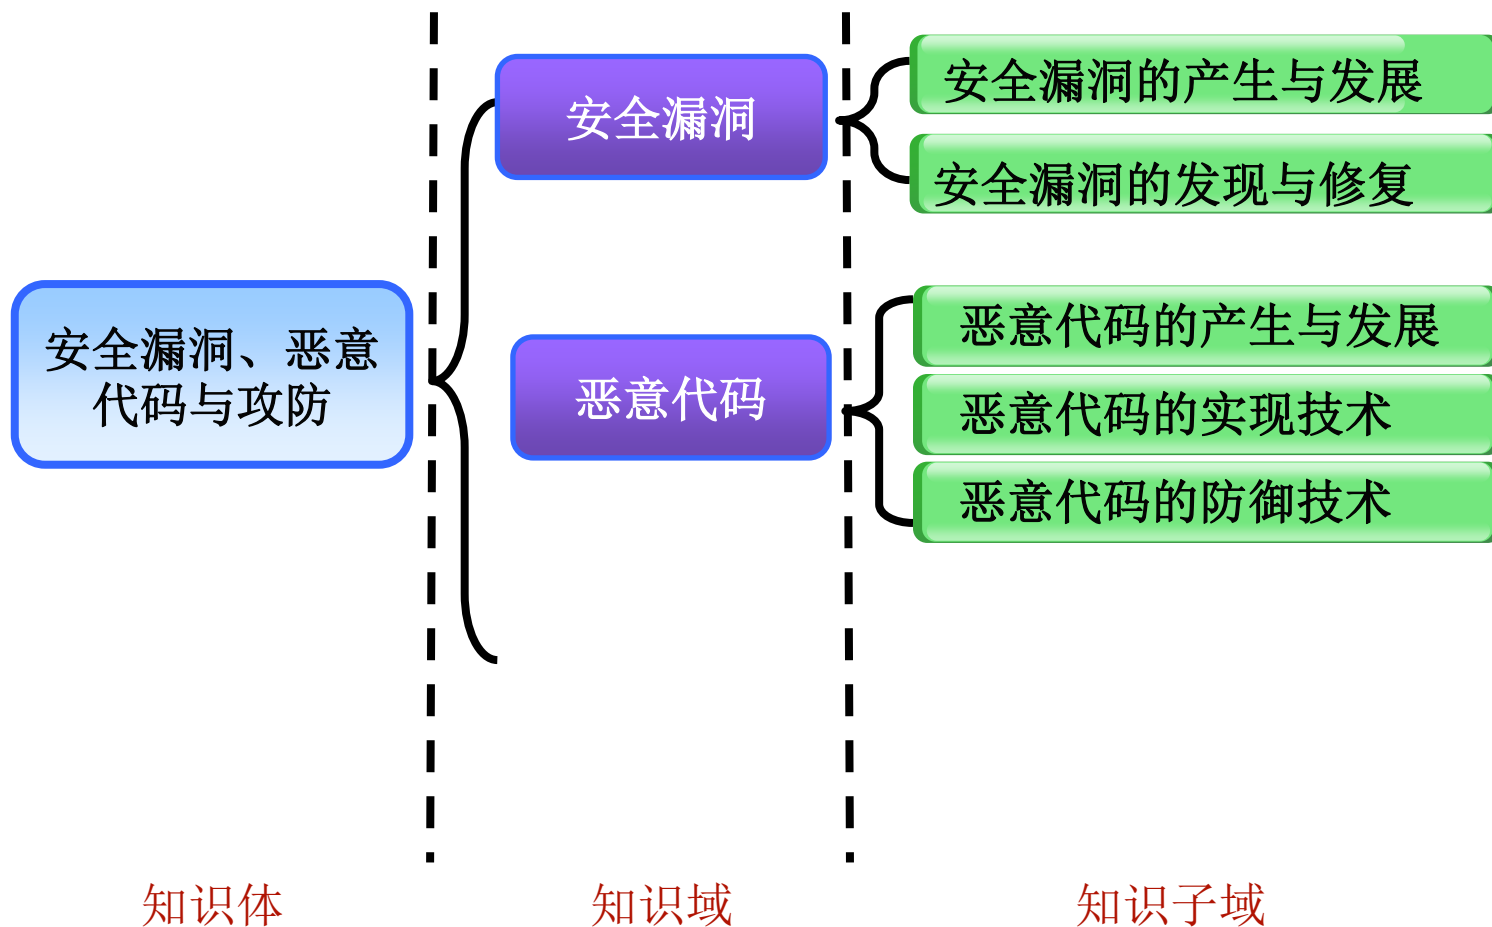 安全漏洞、恶意
代码与攻防
安全漏洞
恶意代码
安全漏洞的产生与发展
安全漏洞的发现与修复
恶意代码的产生与发展
恶意代码的实现技术
恶意代码的防御技术
知识体
知识域
知识子域